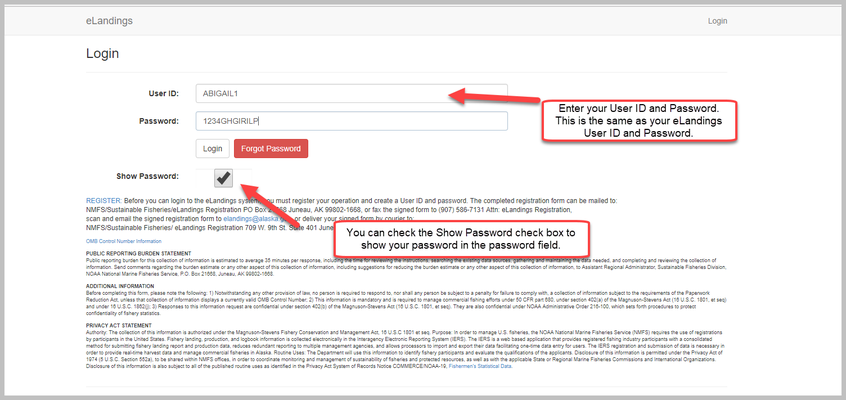 eLandings Login
Login
User ID: ABIGAIL1
Enter your User ID and Password.
This is the same as your eLandings
User ID and Password.
Password: 1234GHGIRILP
Login Forgot Password
Show Password:
You can check the Show Password check box to
show your password in the password field.
REGISTER: Before you can login to the eLandings system you must register your operation and create a User ID and password. The completed registration form can be mailed to:
NMFS/Sustainable Fisheries/eLandings Registration PO Box 21668 Juneau, AK 99802-1668, or fax the signed form to (907) 586-7131 Attn: eLandings Registration,
scan and email the signed registration form to elandings@alaska or deliver your signed form by courier to:
NMFS/Sustainable Fisheries/ eLandings Registration 709 W. 9th St. Suite 401 June
OMB Control Number Information
PUBLIC REPORTING BURDEN STATEMENT
Public reporting burden for this collection of information is estimated to average 35 minutes per response, including the time for reviewing the instructions, searching the existing data sources, gathering and maintaining the data needed, and completing and reviewing the collection of
information. Send comments regarding the burden estimate or any other aspect of this collection of information, including suggestions for reducing the burden, to Assistant Regional Administrator, Sustainable Fisheries Division,
NOAA National Marine Fisheries Service, P.O. Box 21668, Juneau, AK 99802-1668.
ADDITIONAL INFORMATION
Before completing this form, please note the following: 1) Notwithstanding any other provision of law, no person is required to respond to, nor shall any person be subject to a penalty for failure to comply with, a collection of information subject to the requirements of the Paperwork
Reduction Act, unless that collection of information displays a currently valid OMB Control Number. 2) This information is mandatory and is required to manage commercial fishing efforts under 50 CFR part 680, under section 402(a) of the Magnuson-Stevens Act (16 U.S.C. 1801, et seq)
and under 16 U.S.C. 1862(j); 3) Responses to this information request are confidential under section 402(b) of the Magnuson-Stevens Act (16 U.S.C. 1801, et seq). They are also confidential under NOAA Administrative Order 216-100, which sets forth procedures to protect
confidentiality of fishery statistics.
PRIVACY ACT STATEMENT
Authority: The collection of this information is authorized under the Magnuson-Stevens Fishery Conservation and Management Act, 16 U.S.C 1801 et seq. Purpose: In order to manage U.S. fisheries, the NOAA National Marine Fisheries Service (NMFS) requires the use of registrations
by participants in the United States. Fishery landing, production, and logbook information is collected electronically in the Interagency Electronic Reporting System (IERS). The IERS is a web based application that provides registered fishing industry participants with a consolidated
method for submitting fishery landing report and production data, reduces redundant reporting to multiple management agencies, and allows processors to import and export their data facilitating one-time data entry for users. The IERS registration and submission of data is necessary in
order to provide real-time harvest data and manage commercial fisheries in Alaska. Routine Uses: The Department will use this information to identify fishery participants and evaluate the qualifications of the applicants. Disclosure of this information is permitted under the Privacy Act of
1974 (5 U.S.C. Section 552a), to be shared within NMFS offices, in order to coordinate monitoring and management of sustainability of fisheries and protected resources, as well as with the applicable State or Regional Marine Fisheries Commissions and International Organizations.
Disclosure of this information is also subject to all of the published routine uses as identified in the Privacy Act System of Records Notice COMMERCE/NOAA-19, Fishermen's Statistical Data.